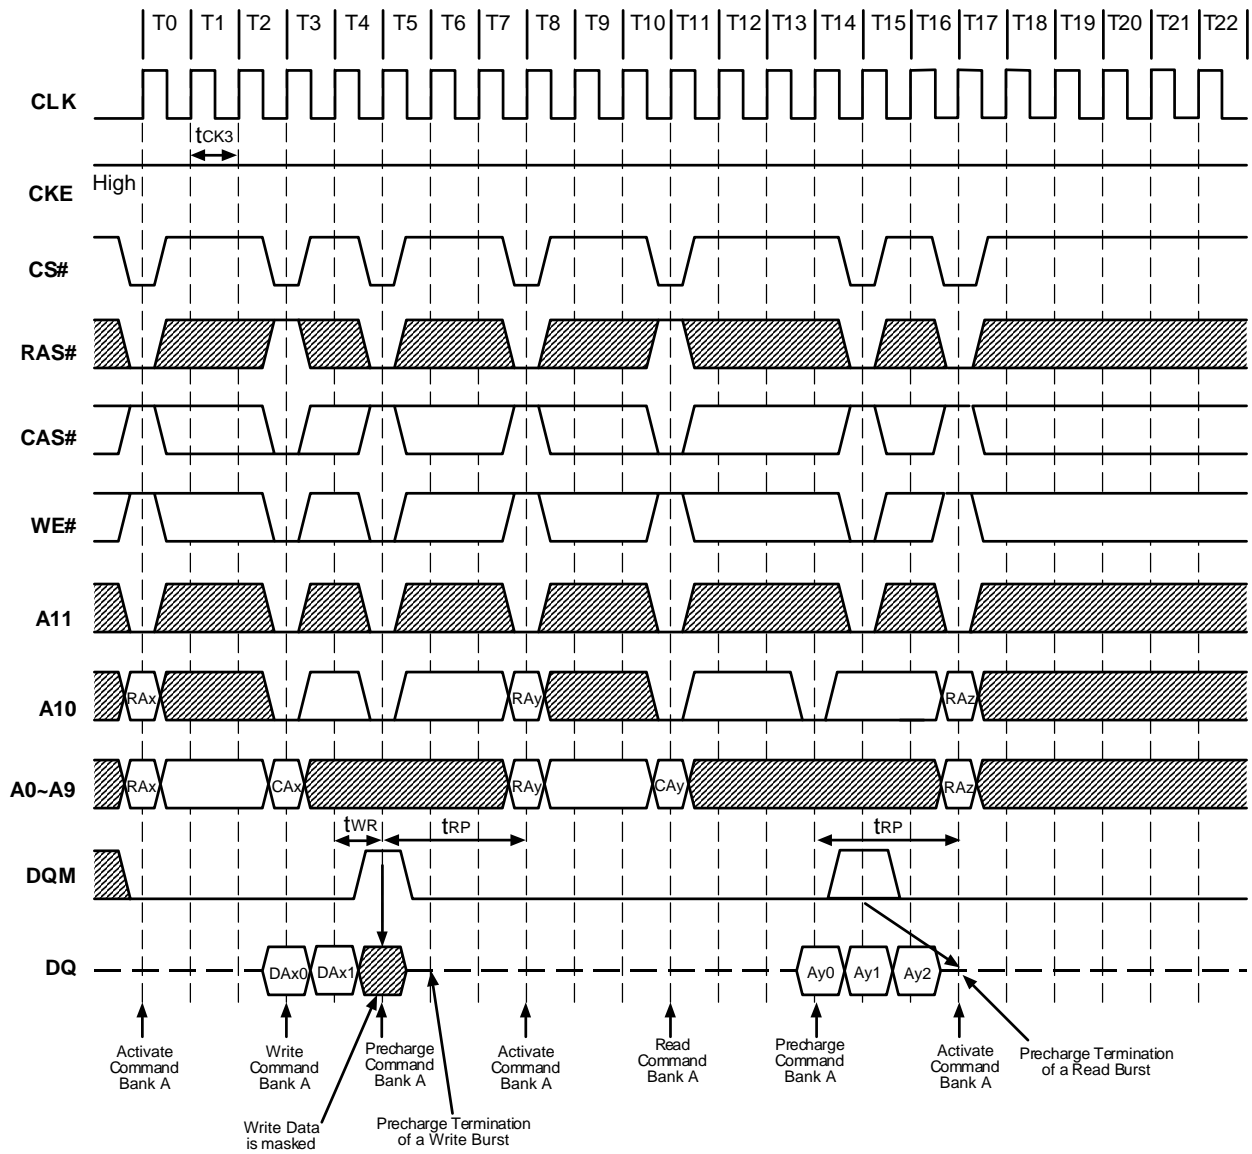 T0 T1 T2 T3 T4 T5 T6 T7 T8 T9 T10 T11 T12 T13 T14 T15 T16 T17 T18 T19 T20 T21 T22
CLK
tCK3
High
CKE
CS#
RAS#
CAS#
WE#
A11
A10 RAx RAy RAz
A0~A9 RAx CAx RAy CAy RAz
tWR tRP tRP
DQM
DQ DAx0 DAx1 Ay0 Ay1 Ay2
Activate
Command
Bank A
Write
Command
Bank A
Precharge
Command
Bank A
Activate
Command
Bank A
Read
Command
Bank A
Precharge
Command
Bank A
Activate
Command
Bank A
Precharge Termination
of a Read Burst
Write Data
is masked
Precharge Termination
of a Write Burst